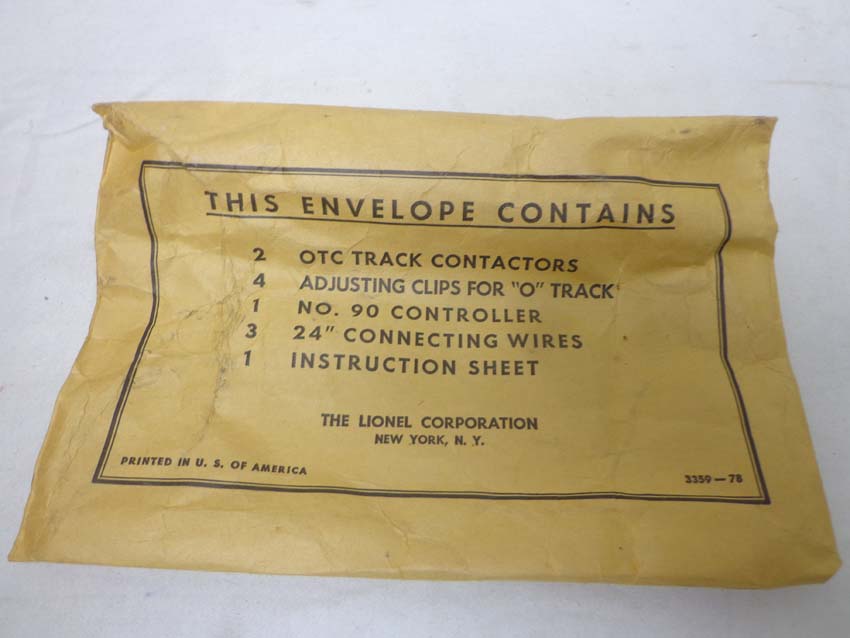 THIS ENVELOPE CONTAINS
2 OTC TRACK CONTACTORS
4 ADJUSTING CLIPS FOR "O" TRACK
1 NO. 90 CONTROLLER
3 24" CONNECTING WIRES
1 INSTRUCTION SHEET
THE LIONEL CORPORATION
NEW YORK, N. Y.
PRINTED IN U. S. OF AMERICA
3359—78